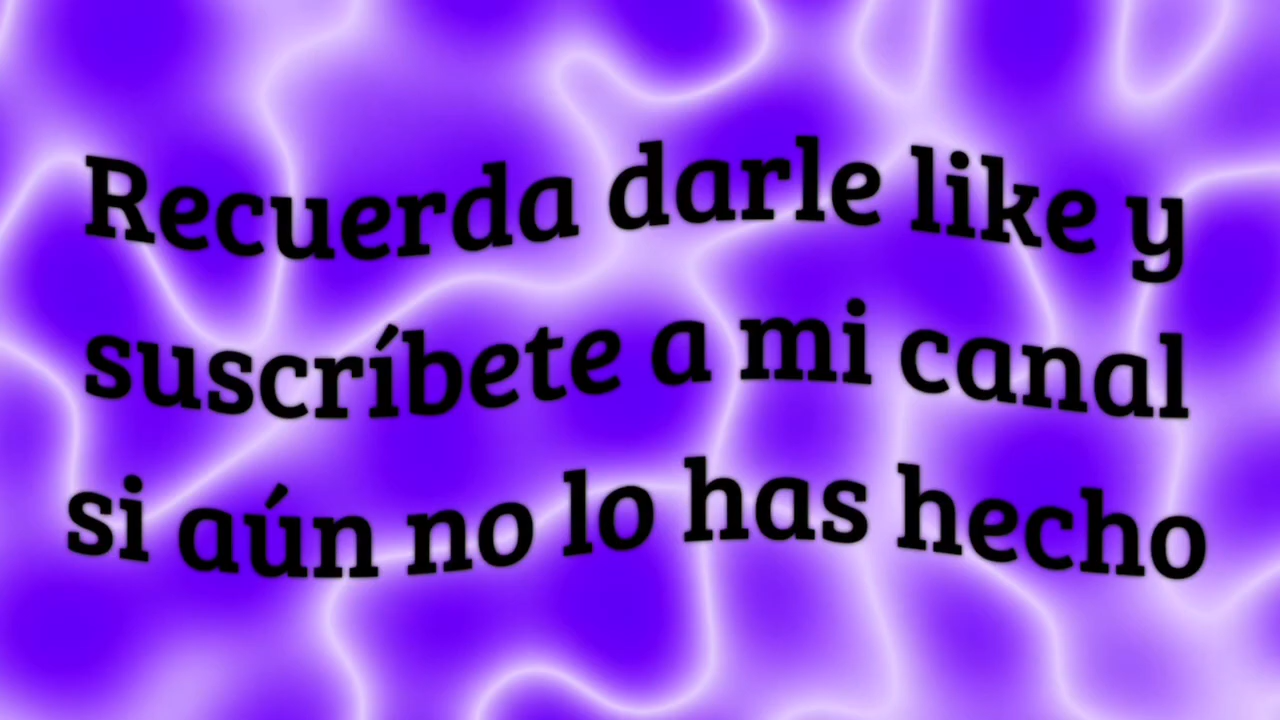 Recuerda darle like y
suscríbete a mi canal
si aún no lo has hecho